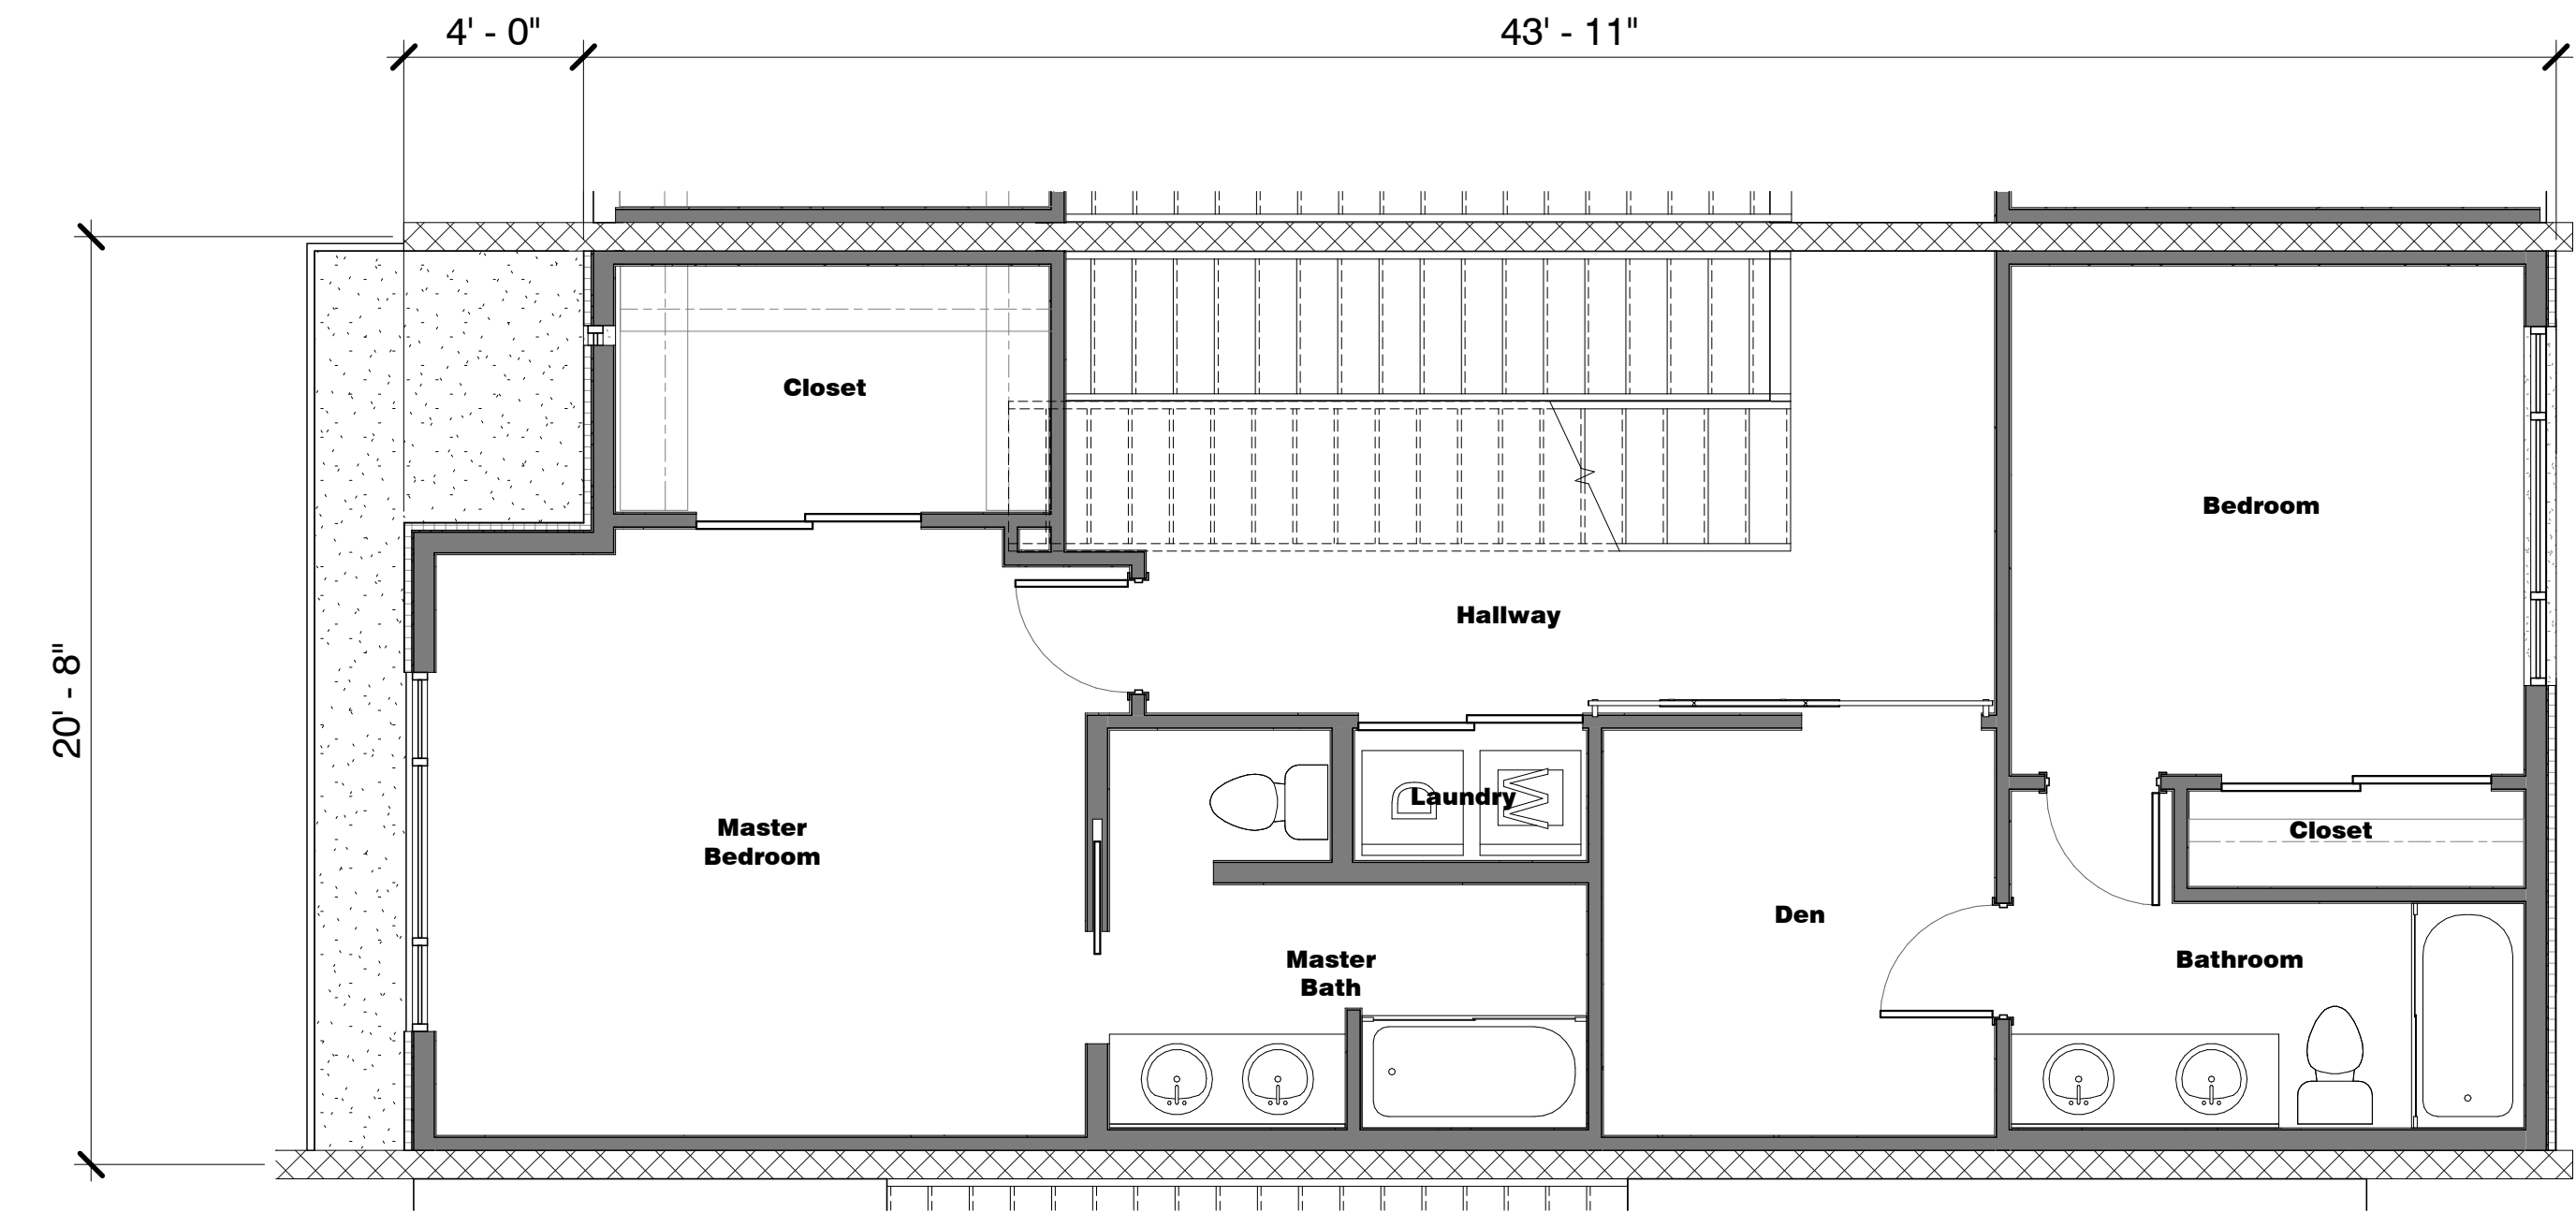 4' - 0"
43' - 11"
20' - 8"
Closet
Bedroom
Hallway
Master
Bedroom
D
W
Laundry
Closet
Den
Master
Bath
Bathroom